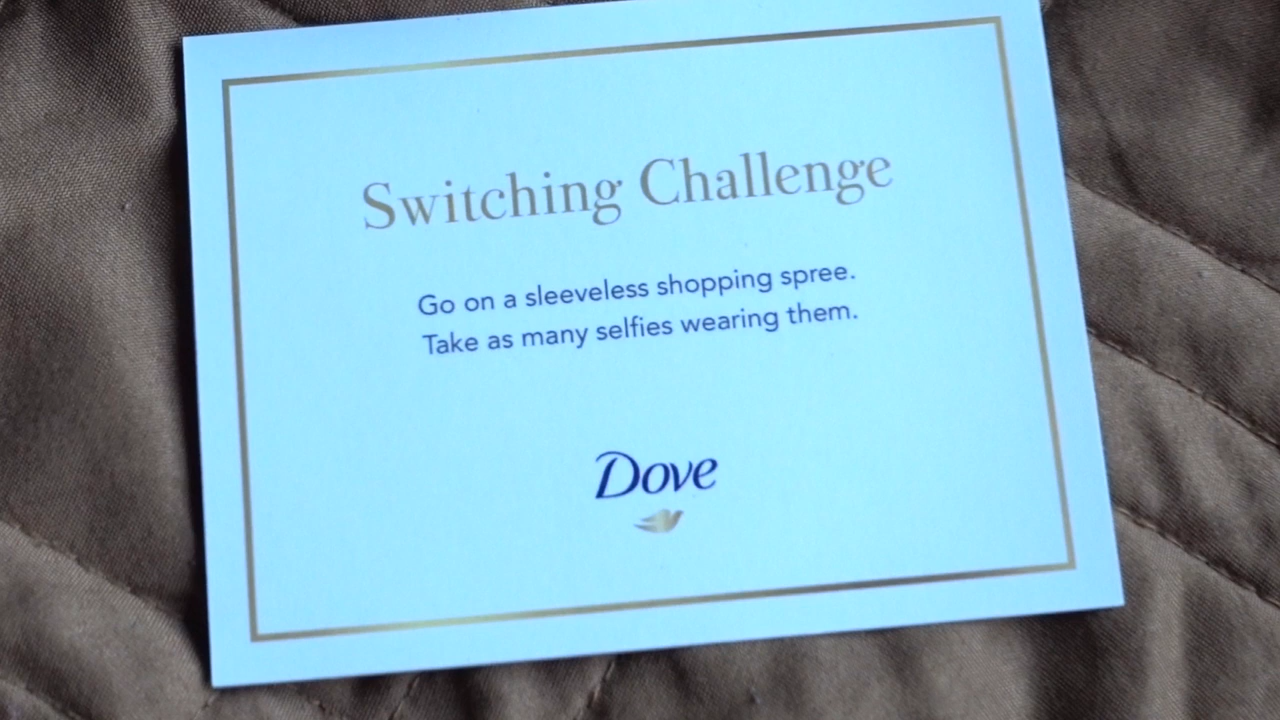 Switching Challenge
Go on a sleeveless shopping spree.
Take as many selfies wearing them.
Dove